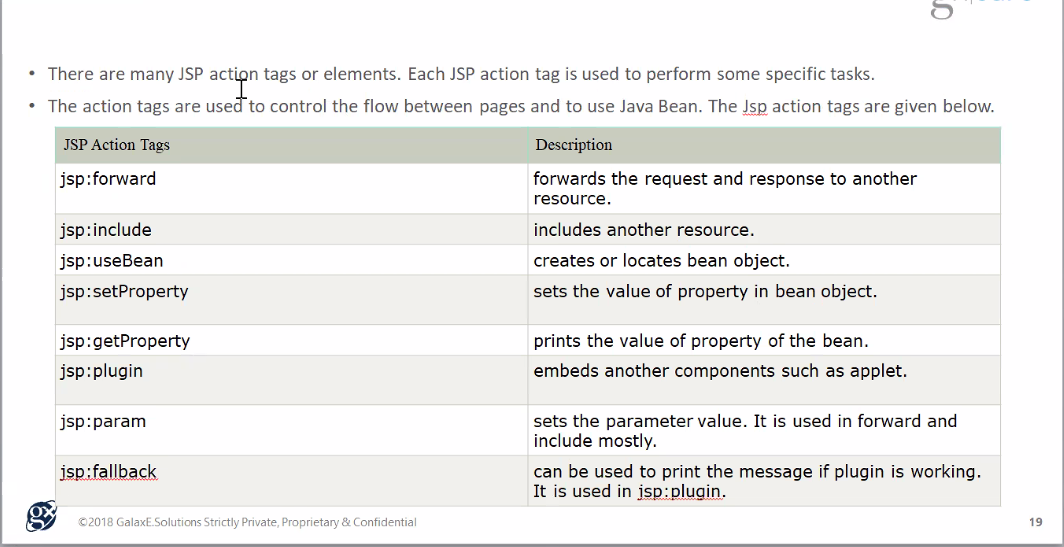 • There are many JSP action tags or elements. Each JSP action tag is used to perform some specific tasks.
• The action tags are used to control the flow between pages and to use Java Bean. The Jsp action tags are given below.
JSP Action Tags Description
jsp:forward forwards the request and response to another
resource.
jsp:include includes another resource.
jsp:useBean creates or locates bean object.
jsp:setProperty sets the value of property in bean object.
jsp:getProperty prints the value of property of the bean.
jsp:plugin embeds another components such as applet.
jsp:param sets the parameter value. It is used in forward and
include mostly.
jsp:fallback can be used to print the message if plugin is working.
It is used in jsp:plugin.
gx ©2018 GalaxE.Solutions Strictly Private, Proprietary & Confidential 19